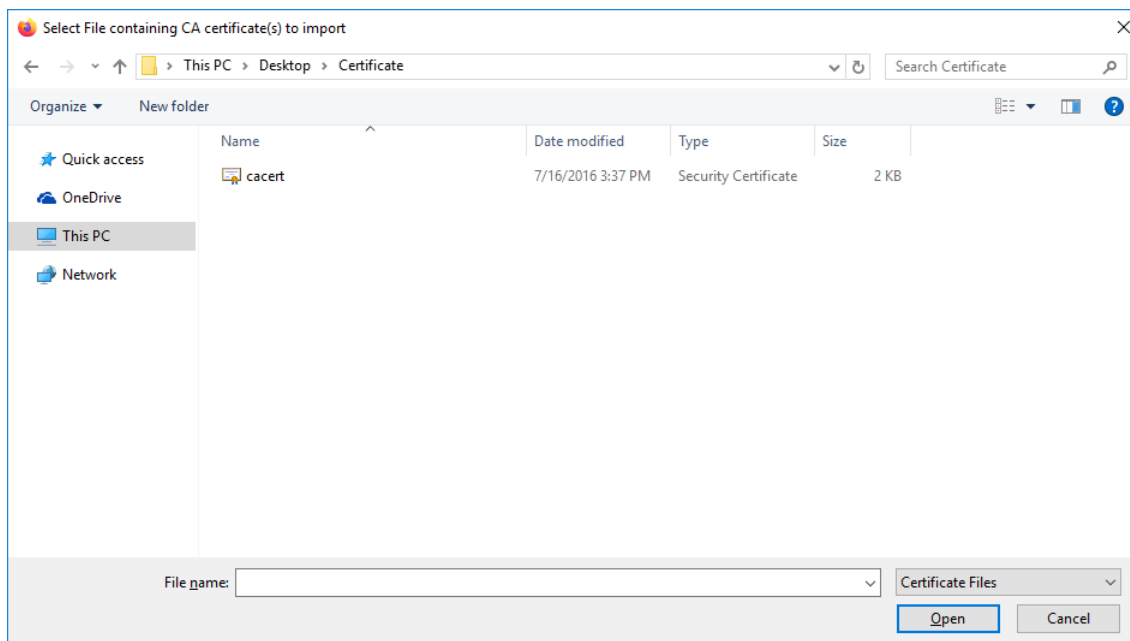 Select File containing CA certificate(s) to import
This PC > Desktop > Certificate
Search Certificate
Organize
New folder
Name
Date modified
Type
Size
Quick access
OneDrive
This PC
Network
cacert
7/16/2016 3:37 PM
Security Certificate
2 KB
File name:
Certificate Files
Open
Cancel